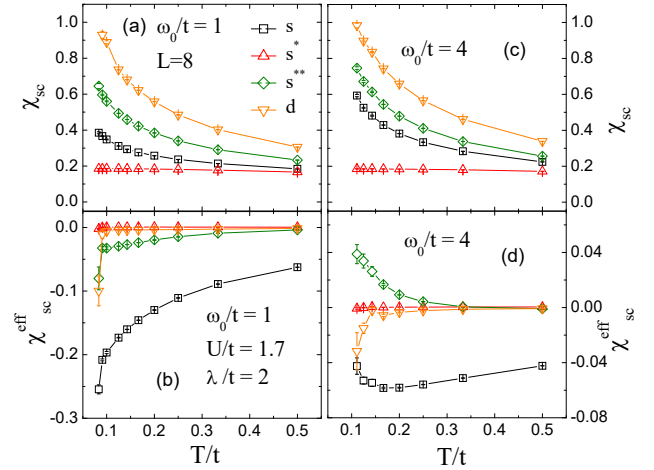 (a)
ω₀/t = 1
L=8
s
s*
s**
d
χsc
1.0
0.8
0.6
0.4
0.2
0.0
ω₀/t = 4
(c)
χsc
1.0
0.8
0.6
0.4
0.2
0.0
χ eff sc
0.0
-0.1
-0.2
-0.3
(b)
ω₀/t = 1
U/t = 1.7
λ/t = 2
0.1 0.2 0.3 0.4 0.5
T/t
ω₀/t = 4
(d)
χ eff sc
0.04
0.00
-0.04
-0.08
0.1 0.2 0.3 0.4 0.5
T/t